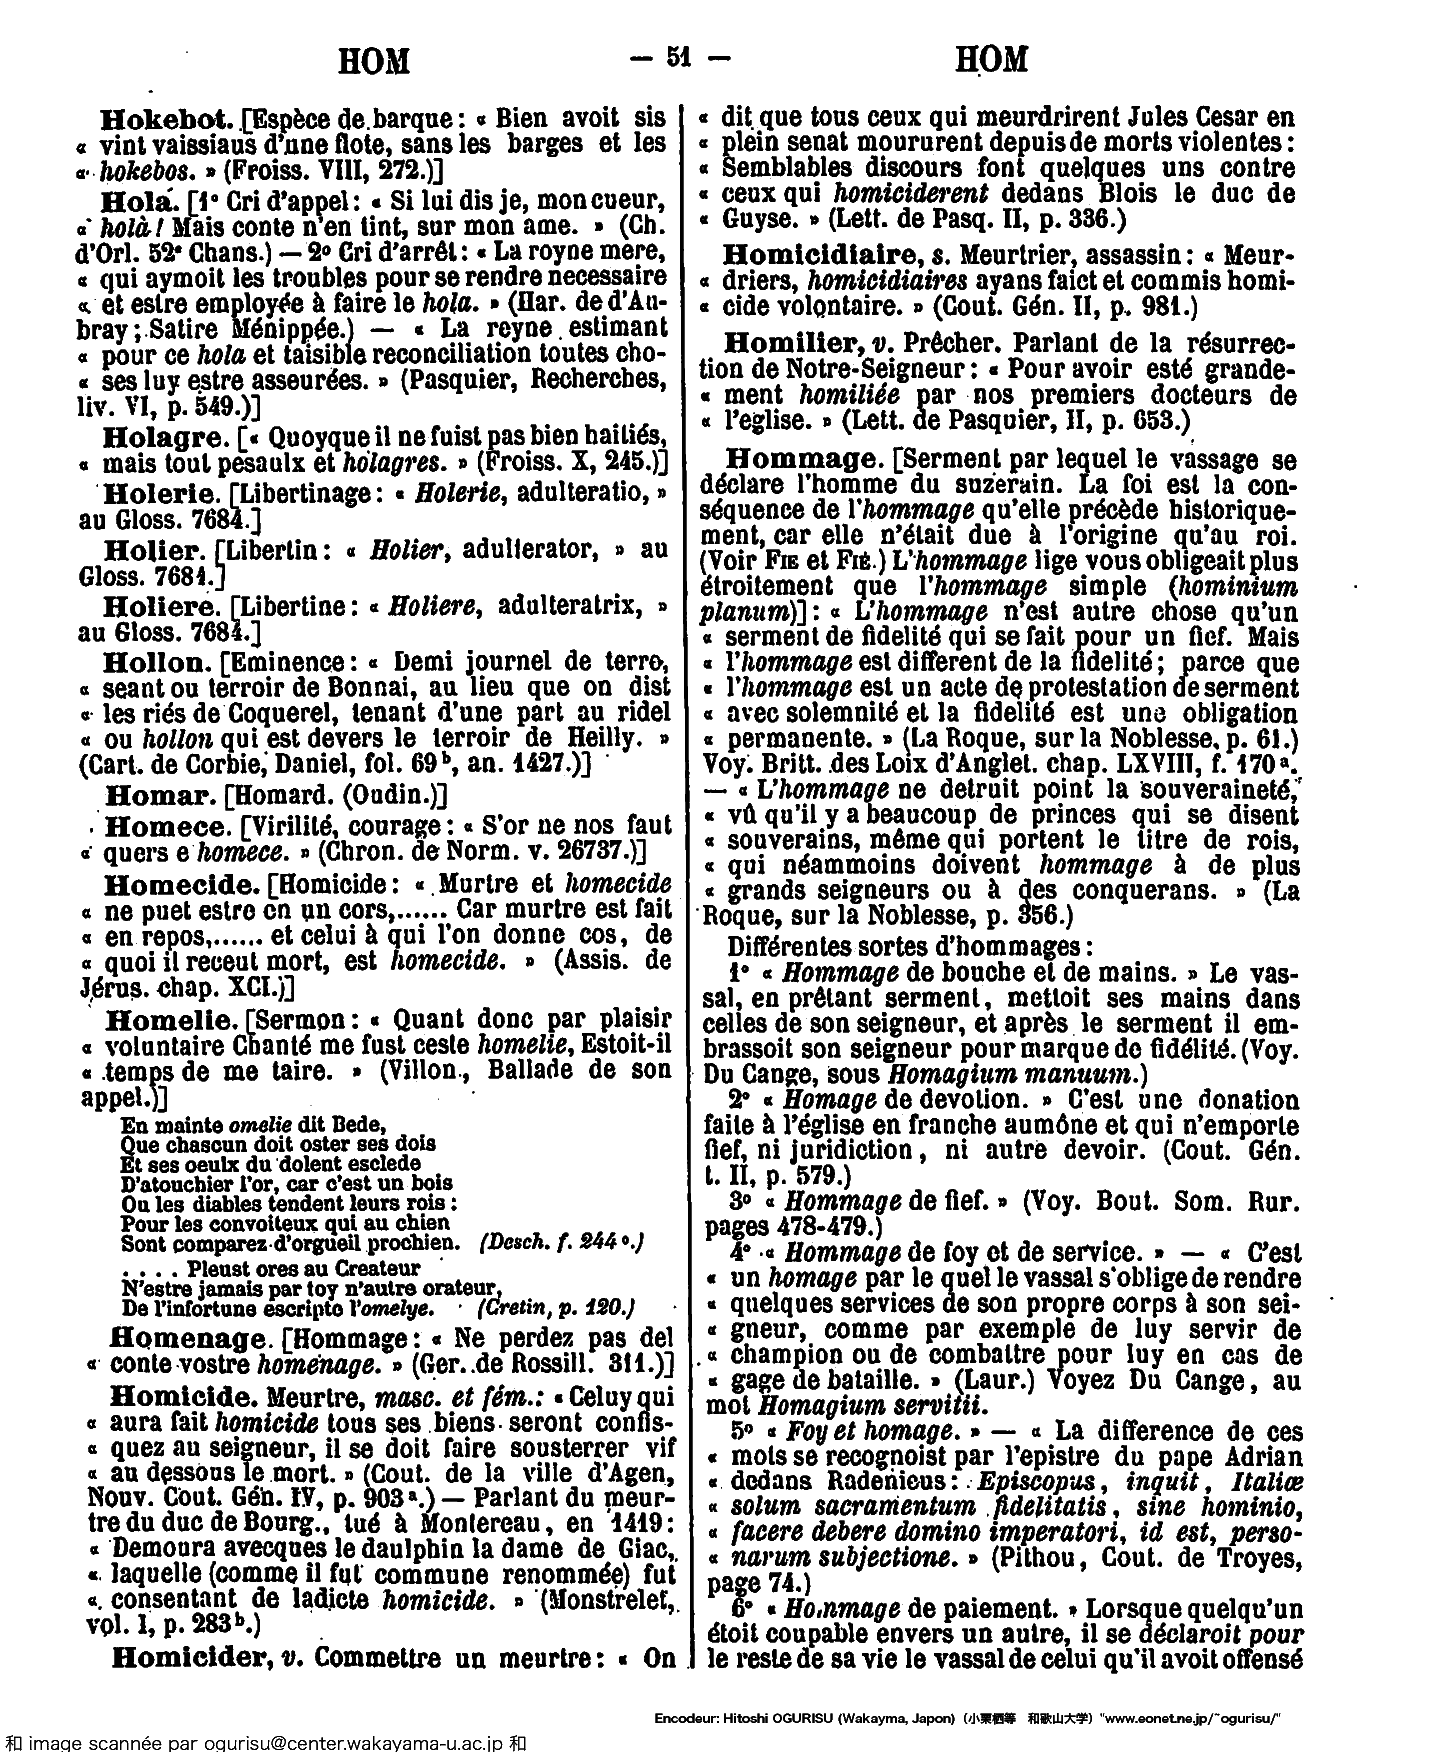 HOM — 51 — HOM
Hokebot. [Espèce de barque : « Bien avoit sis
« vint vaissiaus d'une flote, sans les barges et les
« hokebos. » (Froiss. VIII, 272.)]
Holà. [1° Cri d'appel : « Si lui dis je, mon cueur,
« holà ! Mais conte n'en tint, sur mon ame. » (Ch.
d'Orl. 52e Chans.) — 2o Cri d'arrêt : « La royne mere,
« qui aymoit les troubles pour se rendre necessaire
« et estre employée à faire le hola. » (Har. de d'Au-
bray ; Satire Ménippée.) — « La reyne estimant
« pour ce hola et taisible reconciliation toutes cho-
« ses luy estre asseurées. » (Pasquier, Recherches,
liv. VI, p. 549.)]
Holagre. [« Quoyque il ne fuist pas bien haitiés,
« mais tout pesaulx et holagres. » (Froiss. X, 245.)]
Holerie. [Libertinage : « Holerie, adulteratio, »
au Gloss. 7684.]
Holier. [Libertin : « Holier, adulterator, » au
Gloss. 7684.]
Holiere. [Libertine : « Holiere, adulteratrix, »
au Gloss. 7684.]
Hollon. [Eminence : « Demi journel de terre,
« seant ou terroir de Bonnai, au lieu que on dist
« les riés de Coquerel, tenant d'une part au ridel
« ou hollon qui est devers le terroir de Heilly. »
(Cart. de Corbie, Daniel, fol. 69 b, an. 1427.)]
Homar. [Homard. (Oudin.)]
Homece. [Virilité, courage : « S'or ne nos faut
« quers e homece. » (Chron. de Norm. v. 26737.)]
Homecide. [Homicide : « Murtre et homecide
« ne puet estre en un cors,...... Car murtre est fait
« en repos,...... et celui à qui l'on donne cos, de
« quoi il receut mort, est homecide. » (Assis. de
Jérus. chap. XCI.)]
Homelie. [Sermon : « Quant donc par plaisir
« voluntaire Chanté me fust ceste homelie, Estoit-il
« temps de me taire. » (Villon., Ballade de son
appel.)]
En mainte omelie dit Bede,
Que chascun doit oster ses dois
Et ses oeulx du dolent esclede
D'atouchier l'or, car c'est un bois
Ou les diables tendent leurs rois :
Pour les convoiteux qui au chien
Sont comparez d'orgueil prochien. (Desch. f. 244 c.)
. . . . Pleust ores au Createur
N'estre jamais par toy n'autre orateur,
De l'infortune escripte l'omelye. (Cretin, p. 120.)
Homenage. [Hommage : « Ne perdez pas del
« conte vostre homenage. » (Ger. de Rossill. 311.)]
Homicide. Meurtre, masc. et fém. : « Celuy qui
« aura fait homicide tous ses biens seront confis-
« quez au seigneur, il se doit faire sousterrer vif
« au dessous le mort. » (Cout. de la ville d'Agen,
Nouv. Cout. Gén. IV, p. 903 a.) — Parlant du meur-
tre du duc de Bourg., tué à Montereau, en 1419 :
« Demoura avecques le daulphin la dame de Giac,
« laquelle (comme il fut commune renommée) fut
« consentant de ladicte homicide. » (Monstrelet,
vol. I, p. 283 b.)
Homicider, v. Commettre un meurtre : « On
« dit que tous ceux qui meurdrirent Jules Cesar en
« plein senat moururent depuis de morts violentes :
« Semblables discours font quelques uns contre
« ceux qui homiciderent dedans Blois le duc de
« Guyse. » (Lett. de Pasq. II, p. 336.)
Homicidiaire, s. Meurtrier, assassin : « Meur-
« driers, homicidiaires ayans faict et commis homi-
« cide volontaire. » (Cout. Gén. II, p. 981.)
Homilier, v. Prêcher. Parlant de la résurrec-
tion de Notre-Seigneur : « Pour avoir esté grande-
« ment homiliée par nos premiers docteurs de
« l'eglise. » (Lett. de Pasquier, II, p. 653.)
Hommage. [Serment par lequel le vassage se
déclare l'homme du suzerain. La foi est la con-
séquence de l'hommage qu'elle précède historique-
ment, car elle n'était due à l'origine qu'au roi.
(Voir FIE et FIÉ.) L'hommage lige vous obligeait plus
étroitement que l'hommage simple (hominium
planum)] : « L'hommage n'est autre chose qu'un
« serment de fidelité qui se fait pour un fief. Mais
« l'hommage est different de la fidelité ; parce que
« l'hommage est un acte de protestation de serment
« avec solemnité et la fidelité est une obligation
« permanente. » (La Roque, sur la Noblesse, p. 61.)
Voy. Britt. des Loix d'Anglet. chap. LXVIII, f. 170 a.
— « L'hommage ne detruit point la souveraineté,
« vû qu'il y a beaucoup de princes qui se disent
« souverains, même qui portent le titre de rois,
« qui néammoins doivent hommage à de plus
« grands seigneurs ou à des conquerans. » (La
Roque, sur la Noblesse, p. 356.)
Différentes sortes d'hommages :
1° « Hommage de bouche et de mains. » Le vas-
sal, en prêtant serment, mettoit ses mains dans
celles de son seigneur, et après le serment il em-
brassoit son seigneur pour marque de fidélité. (Voy.
Du Cange, sous Homagium manuum.)
2° « Homage de devotion. » C'est une donation
faite à l'église en franche aumône et qui n'emporte
fief, ni juridiction, ni autre devoir. (Cout. Gén.
t. II, p. 579.)
3o « Hommage de fief. » (Voy. Bout. Som. Rur.
pages 478-479.)
4° « Hommage de foy et de service. » — « C'est
« un homage par le quel le vassal s'oblige de rendre
« quelques services de son propre corps à son sei-
« gneur, comme par exemple de luy servir de
« champion ou de combattre pour luy en cas de
« gage de bataille. » (Laur.) Voyez Du Cange, au
mot Homagium servitii.
5o « Foy et homage. » — « La difference de ces
« mots se recognoist par l'epistre du pape Adrian
« dedans Radenicus : Episcopus, inquit, Italiæ
« solum sacramentum fidelitatis, sine hominio,
« facere debere domino imperatori, id est, perso-
« narum subjectione. » (Pithou, Cout. de Troyes,
page 74.)
6° « Hommage de paiement. » Lorsque quelqu'un
étoit coupable envers un autre, il se déclaroit pour
le reste de sa vie le vassal de celui qu'il avoit offensé
Encodeur: Hitoshi OGURISU (Wakayma, Japon) (小栗栖等 和歌山大学) "www.eonet.ne.jp/~ogurisu/"
和 image scannée par ogurisu@center.wakayama-u.ac.jp 和